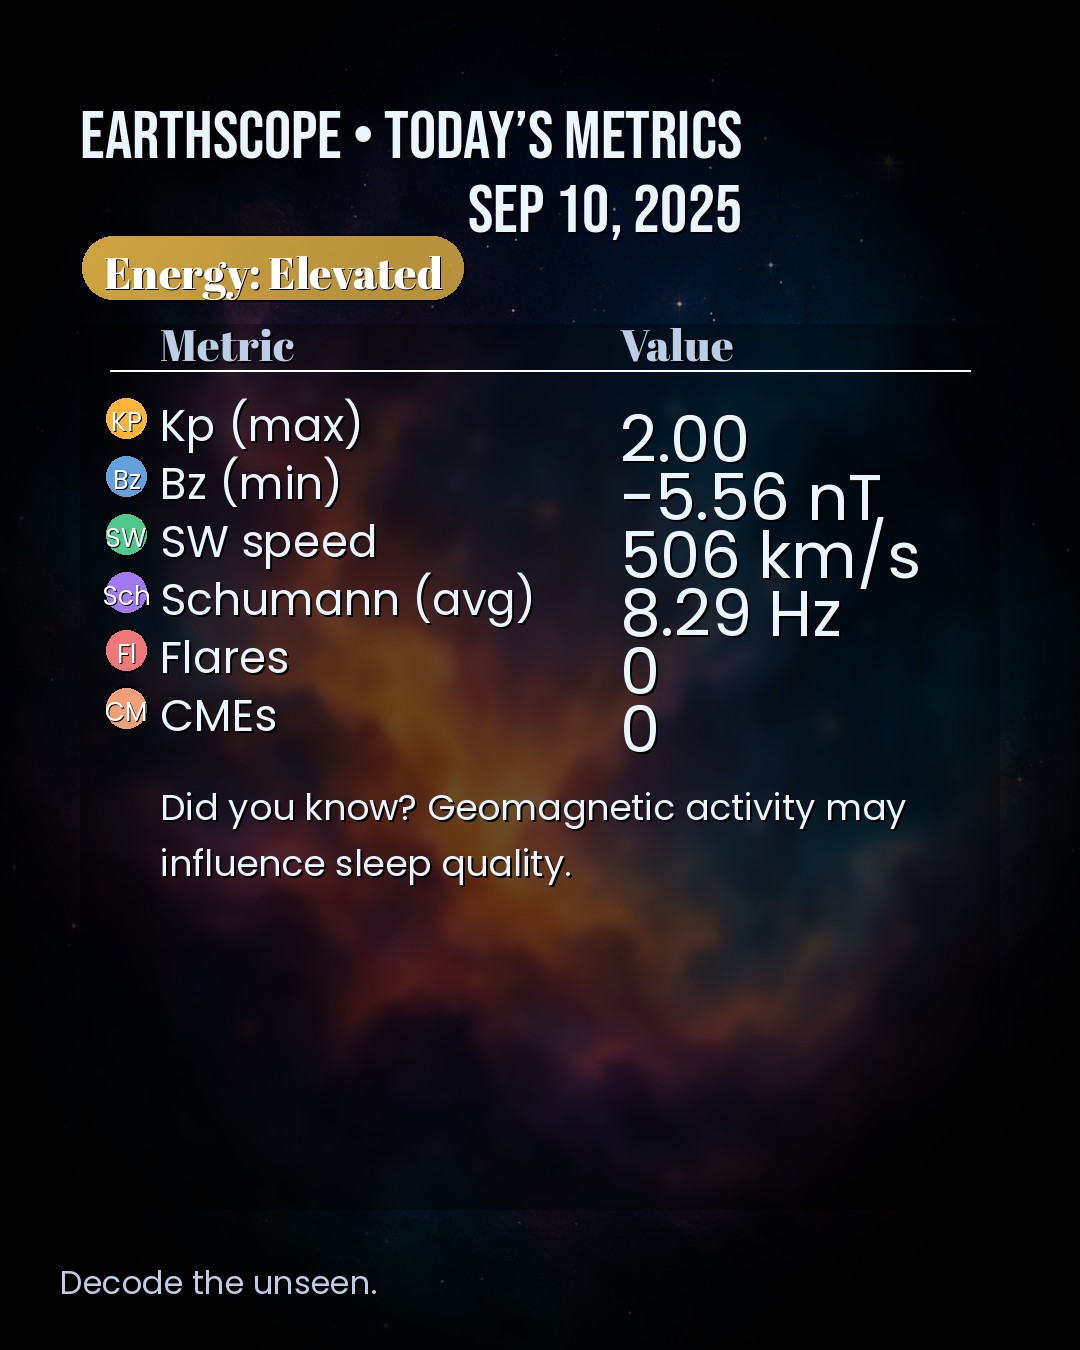 EARTHSCOPE • TODAY’S METRICS
SEP 10, 2025
Energy: Elevated
Metric Value
KP Kp (max) 2.00
Bz Bz (min) −5.56 nT
SW SW speed 506 km/s
Sch Schumann (avg) 8.29 Hz
Fl Flares 0
CM CMEs 0
Did you know? Geomagnetic activity may
influence sleep quality.
Decode the unseen.